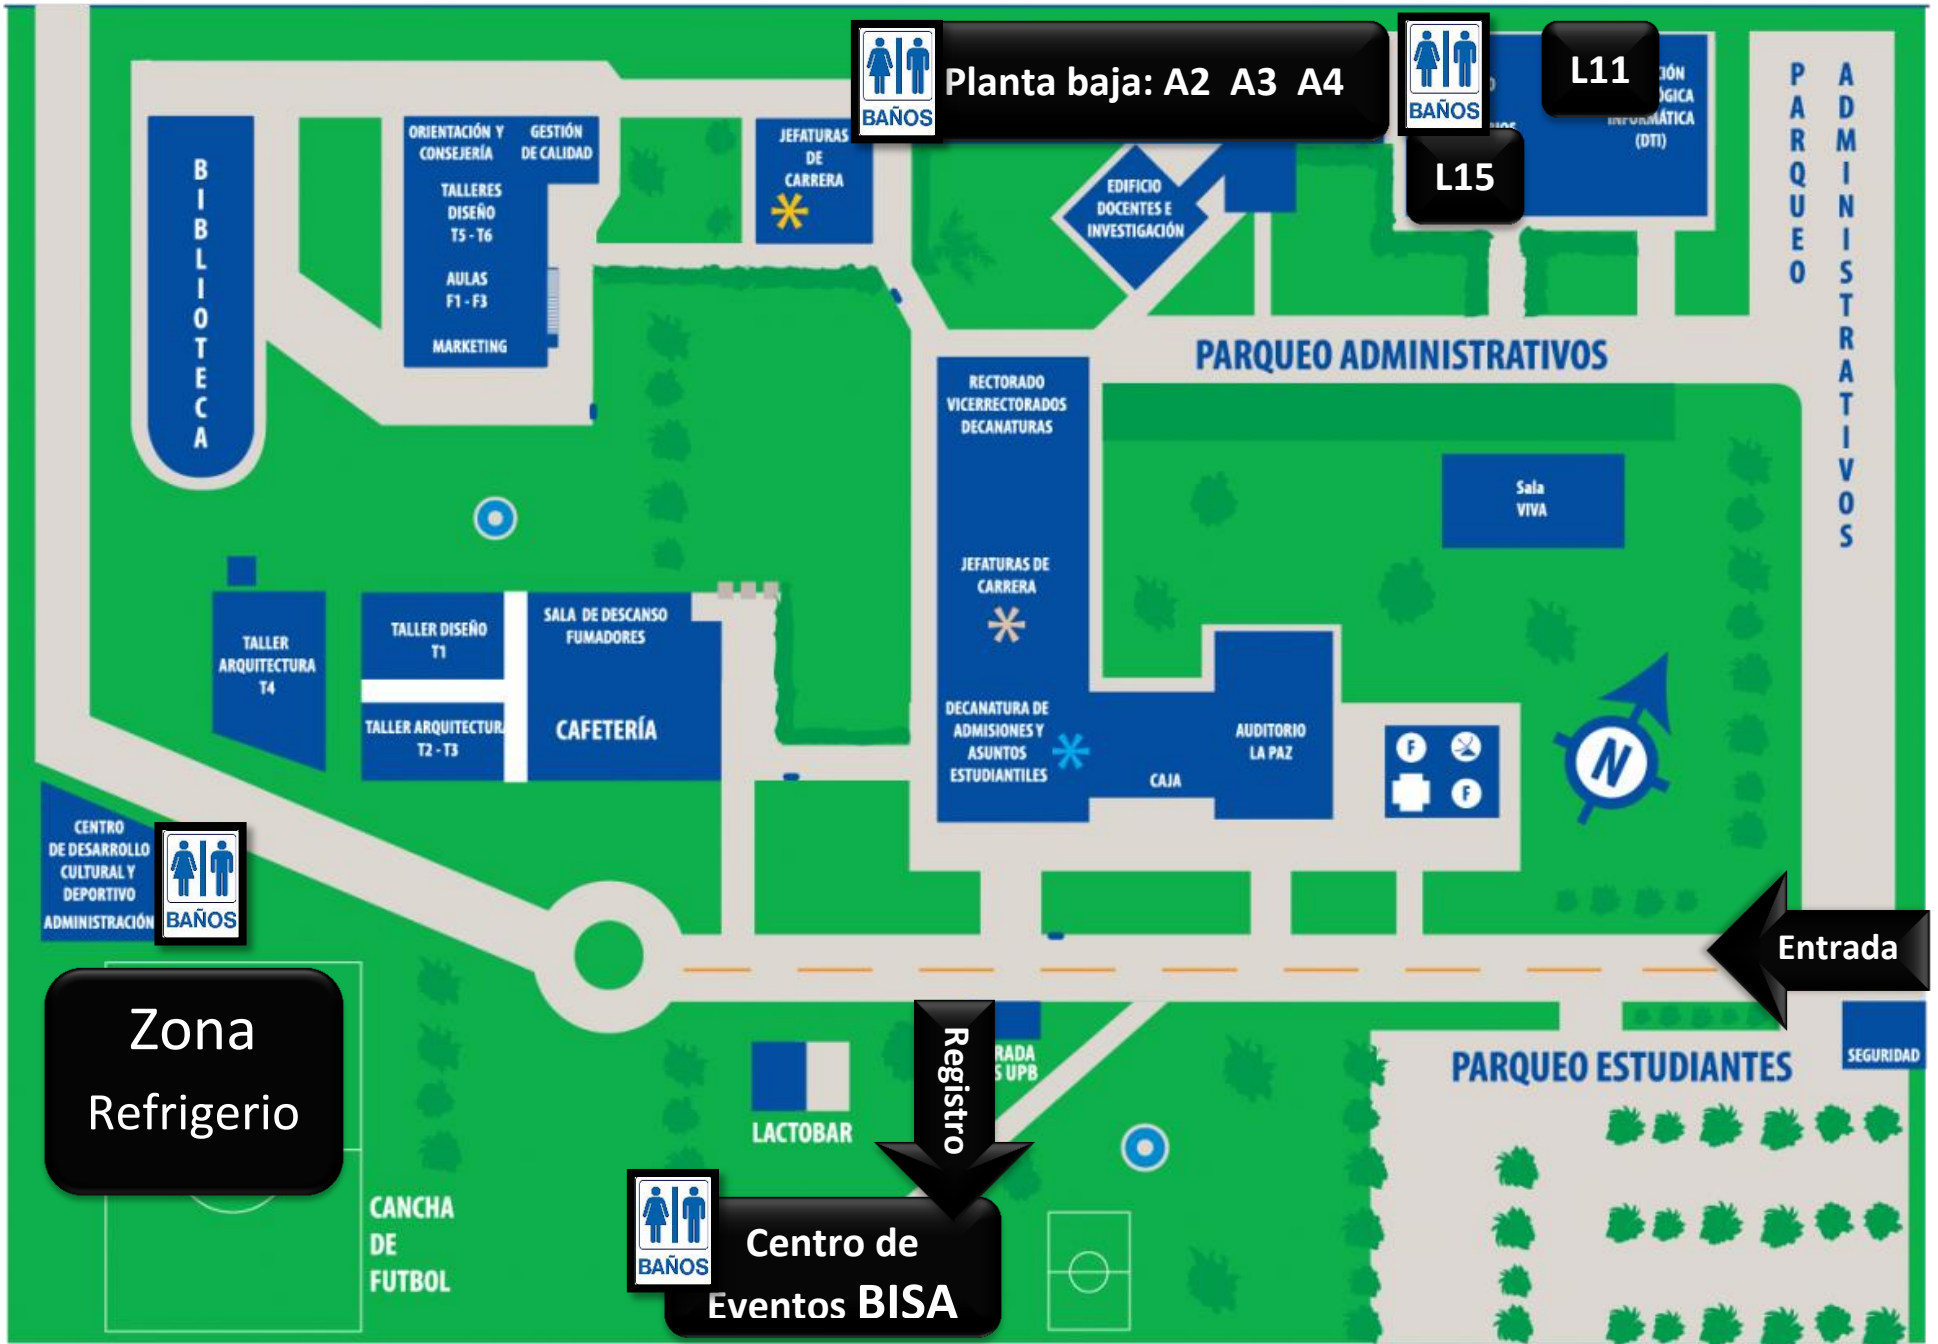 BAÑOS
Planta baja: A2 A3 A4
BAÑOS
L11
INFORMÁTICA
(DTI)
L15
PARQUEO
ADMINISTRATIVOS
BIBLIOTECA
ORIENTACIÓN Y
CONSEJERÍA
GESTIÓN
DE CALIDAD
TALLERES
DISEÑO
T5 - T6
AULAS
F1 - F3
MARKETING
JEFATURAS
DE
CARRERA
EDIFICIO
DOCENTES E
INVESTIGACIÓN
PARQUEO ADMINISTRATIVOS
RECTORADO
VICERRECTORADOS
DECANATURAS
Sala
VIVA
JEFATURAS DE
CARRERA
TALLER
ARQUITECTURA
T4
TALLER DISEÑO
T1
SALA DE DESCANSO
FUMADORES
TALLER ARQUITECTURA
T2 - T3
CAFETERÍA
DECANATURA DE
ADMISIONES Y
ASUNTOS
ESTUDIANTILES
CAJA
AUDITORIO
LA PAZ
F
F
N
CENTRO
DE DESARROLLO
CULTURAL Y
DEPORTIVO
ADMINISTRACIÓN
BAÑOS
Entrada
Zona
Refrigerio
Registro
UPB
LACTOBAR
PARQUEO ESTUDIANTES
SEGURIDAD
CANCHA
DE
FUTBOL
BAÑOS
Centro de
Eventos BISA